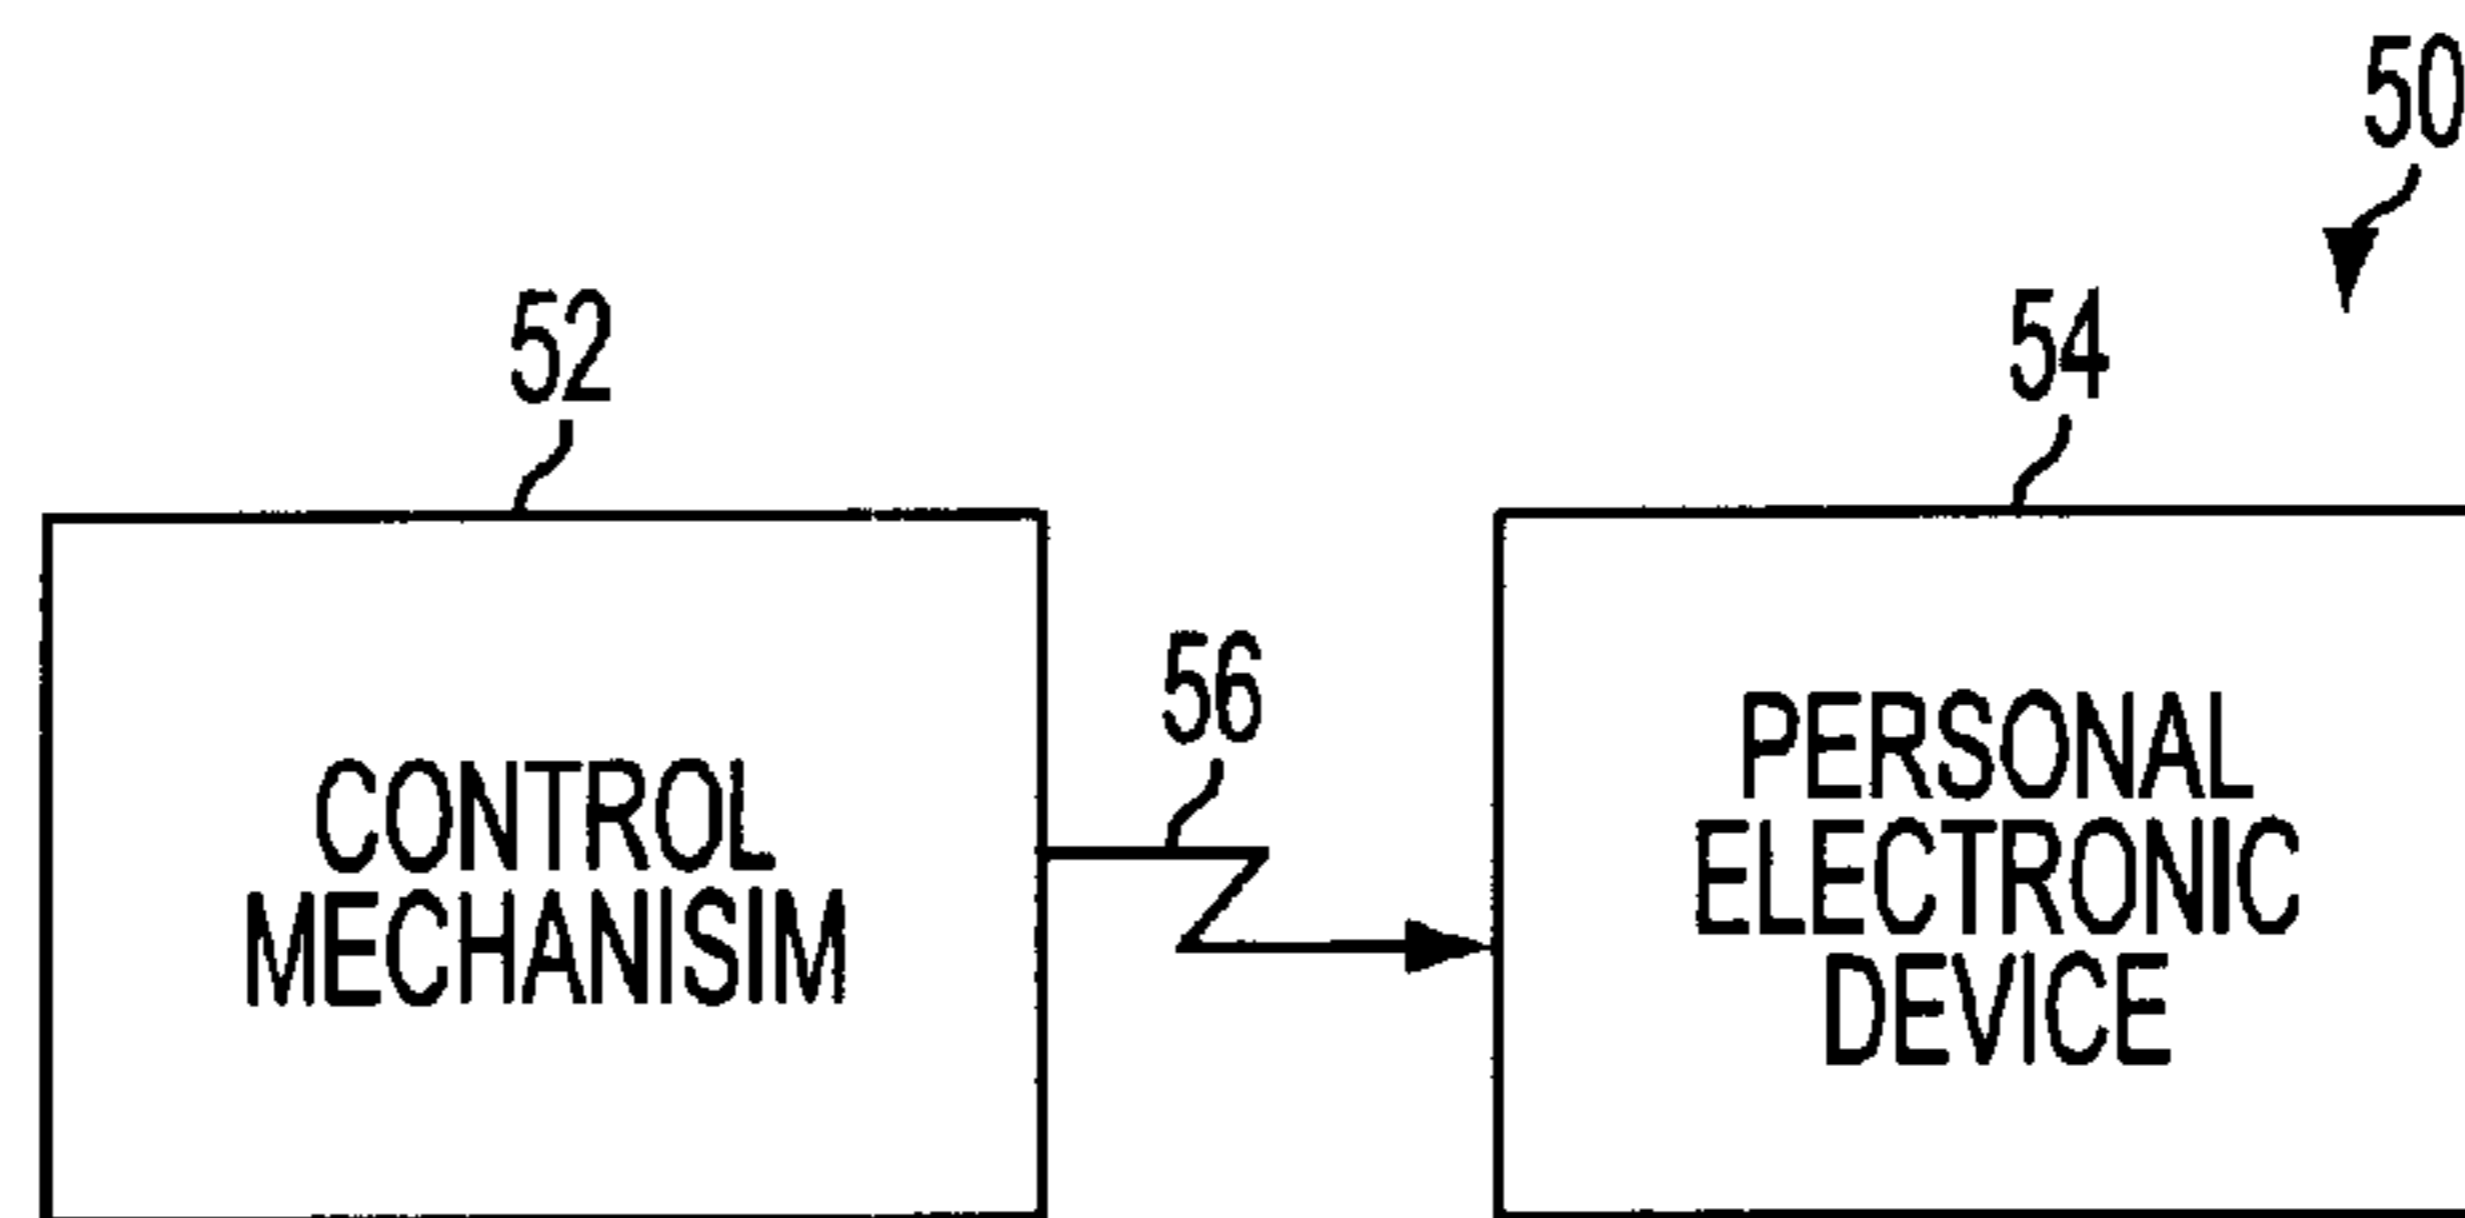 50
52
54
56
CONTROL
MECHANISIM
PERSONAL
ELECTRONIC
DEVICE